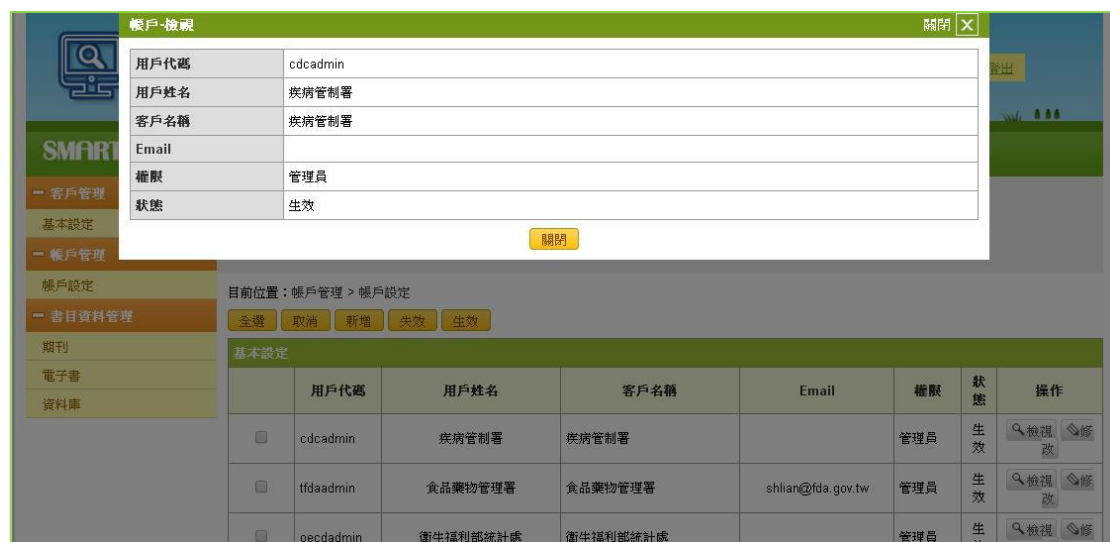 帳戶-檢視
關閉 X
用戶代碼 cdcadmin
用戶姓名 疾病管制署
客戶名稱 疾病管制署
Email
權限 管理員
狀態 生效
關閉
登出
SMART
客戶管理
基本設定
帳戶管理
帳戶設定
書目資料管理
期刊
電子書
資料庫
目前位置：帳戶管理 > 帳戶設定
全選 取消 新增 失效 生效
基本設定
用戶代碼 用戶姓名 客戶名稱 Email 權限 狀態 操作
cdcadmin 疾病管制署 疾病管制署 管理員 生效 檢視 修改
tfdaadmin 食品藥物管理署 食品藥物管理署 shlian@fda.gov.tw 管理員 生效 檢視 修改
oecdadmin 衛生福利部統計處 衛生福利部統計處 管理員 生 檢視 修